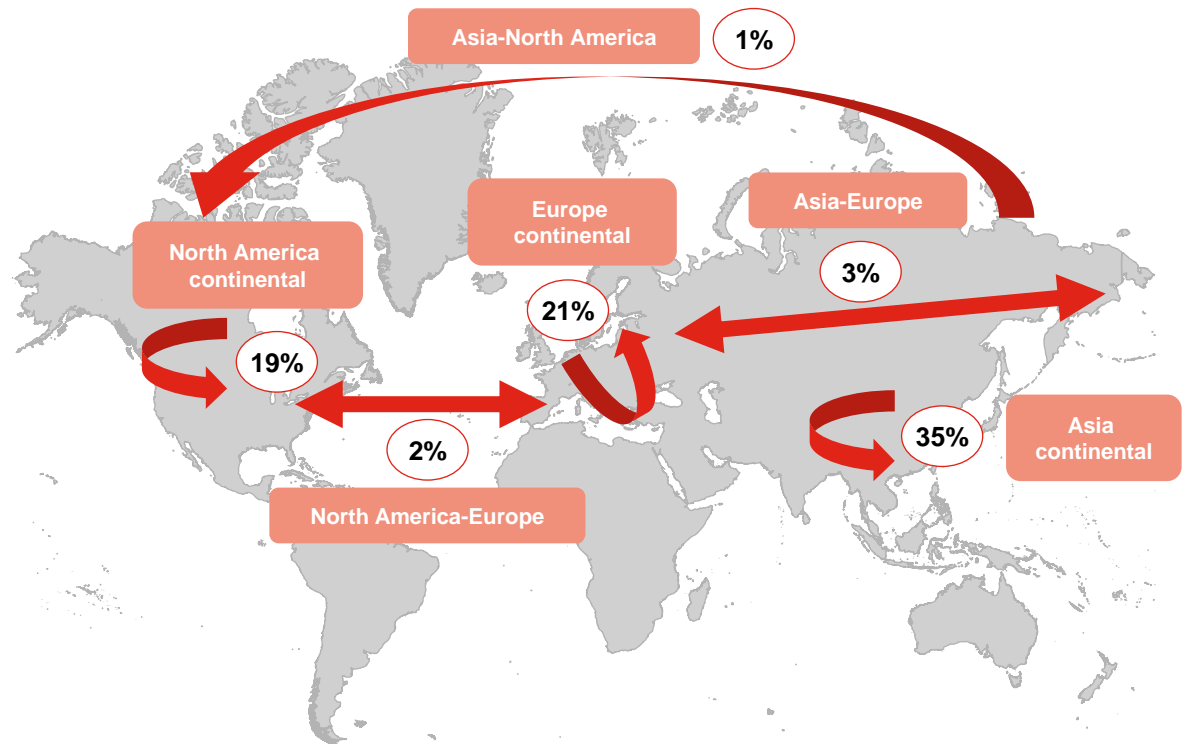 Asia-North America
1%
Europe
continental
21%
Asia-Europe
3%
North America
continental
19%
2%
North America-Europe
35%
Asia
continental